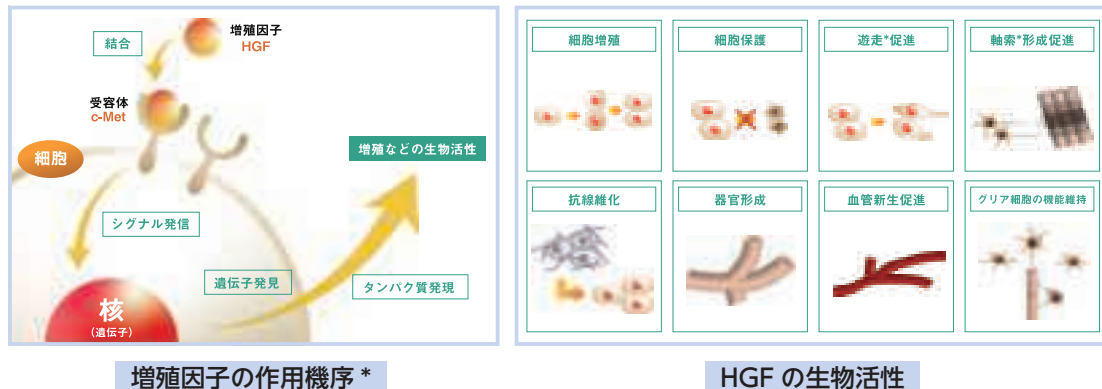 増殖因子
HGF
結合
受容体
c-Met
細胞
増殖などの生物活性
シグナル発信
遺伝子発見
タンパク質発現
核
(遺伝子)
増殖因子の作用機序*
細胞増殖
細胞保護
遊走*促進
軸索*形成促進
抗線維化
器官形成
血管新生促進
グリア細胞の機能維持
HGFの生物活性